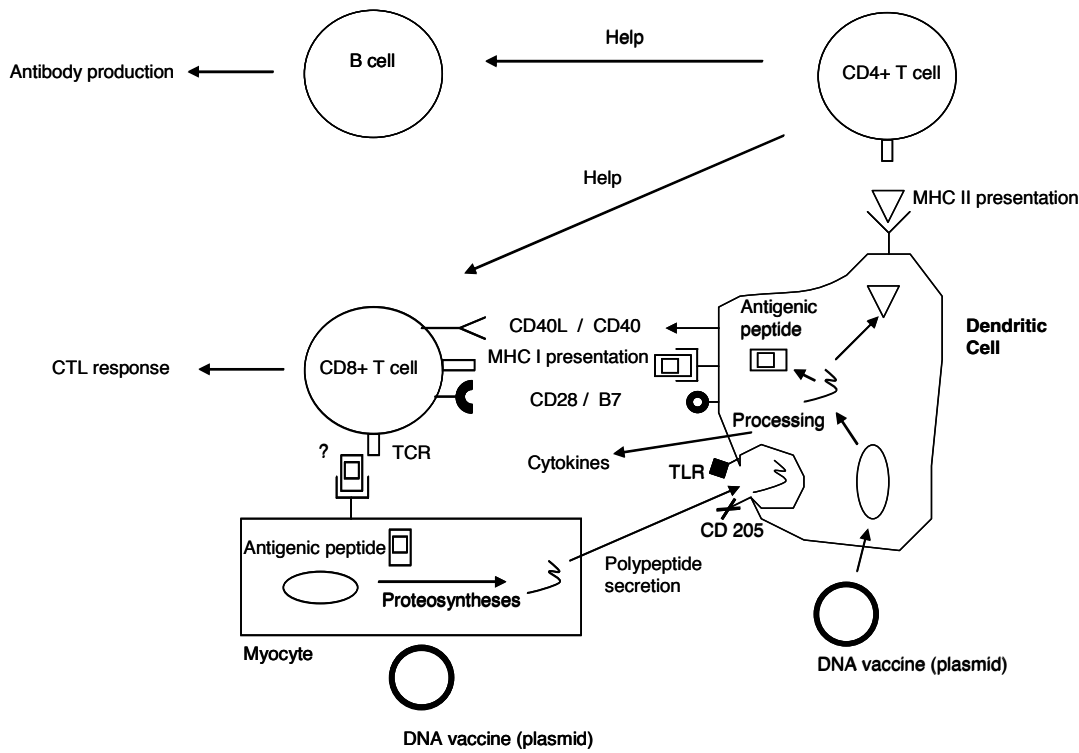 Help
B cell
CD4+ T cell
Antibody production
Help
MHC II presentation
Antigenic
peptide
Dendritic
Cell
CD40L / CD40
MHC I presentation
CTL response
CD8+ T cell
CD28 / B7
Processing
?
TCR
Cytokines
TLR
CD 205
Antigenic peptide
Polypeptide
secretion
Proteosyntheses
Myocyte
DNA vaccine (plasmid)
DNA vaccine (plasmid)